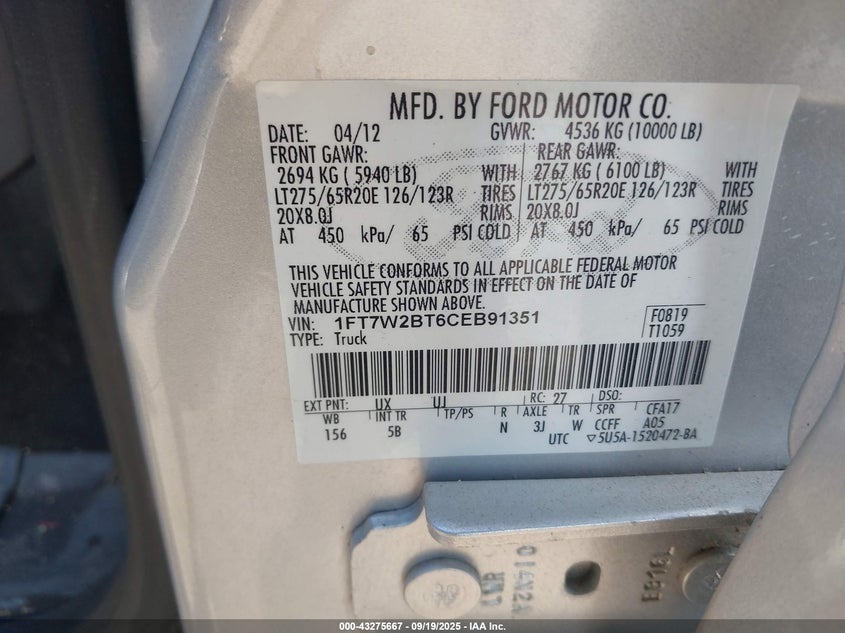 MFD. BY FORD MOTOR CO.
DATE: 04/12 GVWR: 4536 KG (10000 LB)
FRONT GAWR: REAR GAWR:
2694 KG ( 5940 LB) WITH 2767 KG ( 6100 LB) WITH
LT275/65R20E 126/123R TIRES LT275/65R20E 126/123R TIRES
20X8.0J RIMS 20X8.0J RIMS
AT 450 kPa/ 65 PSI COLD AT 450 kPa/ 65 PSI COLD
THIS VEHICLE CONFORMS TO ALL APPLICABLE FEDERAL MOTOR
VEHICLE SAFETY STANDARDS IN EFFECT ON THE DATE OF
MANUFACTURE SHOWN ABOVE.
VIN: 1FT7W2BT6CEB91351 F0819
TYPE: Truck T1059
EXT PNT: UX UJ RC: 27 DSO:
WB INT TR TP/PS R AXLE TR SPR CFA17
156 5B N 3J W CCFF A05
UTC ▽5U5A-1520472-BA
000-43275667 - 09/19/2025 - IAA Inc.